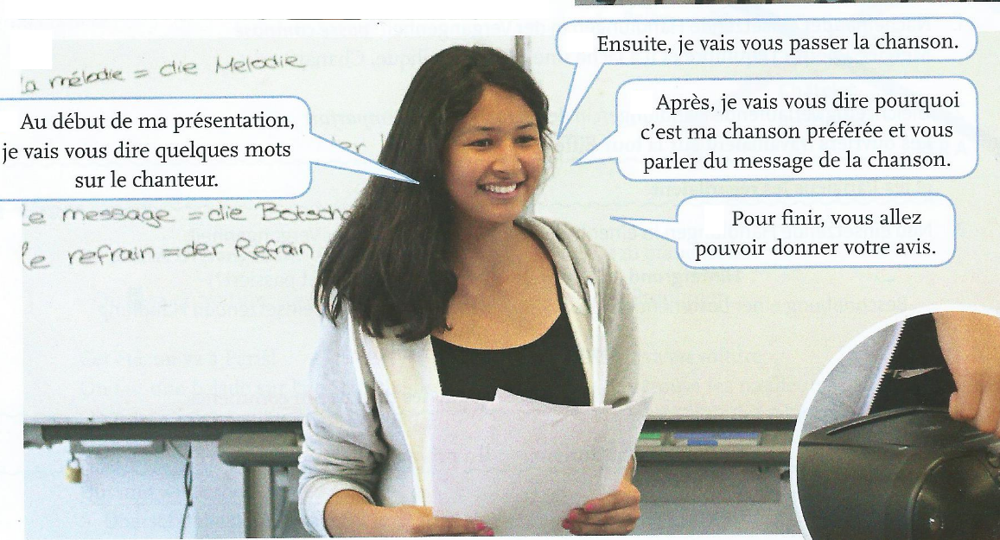 la mélodie = die Melodie
Au début de ma présentation,
je vais vous dire quelques mots
sur le chanteur.
le message = die Botscha
le refrain = der Refrain
Ensuite, je vais vous passer la chanson.
Après, je vais vous dire pourquoi
c'est ma chanson préférée et vous
parler du message de la chanson.
Pour finir, vous allez
pouvoir donner votre avis.